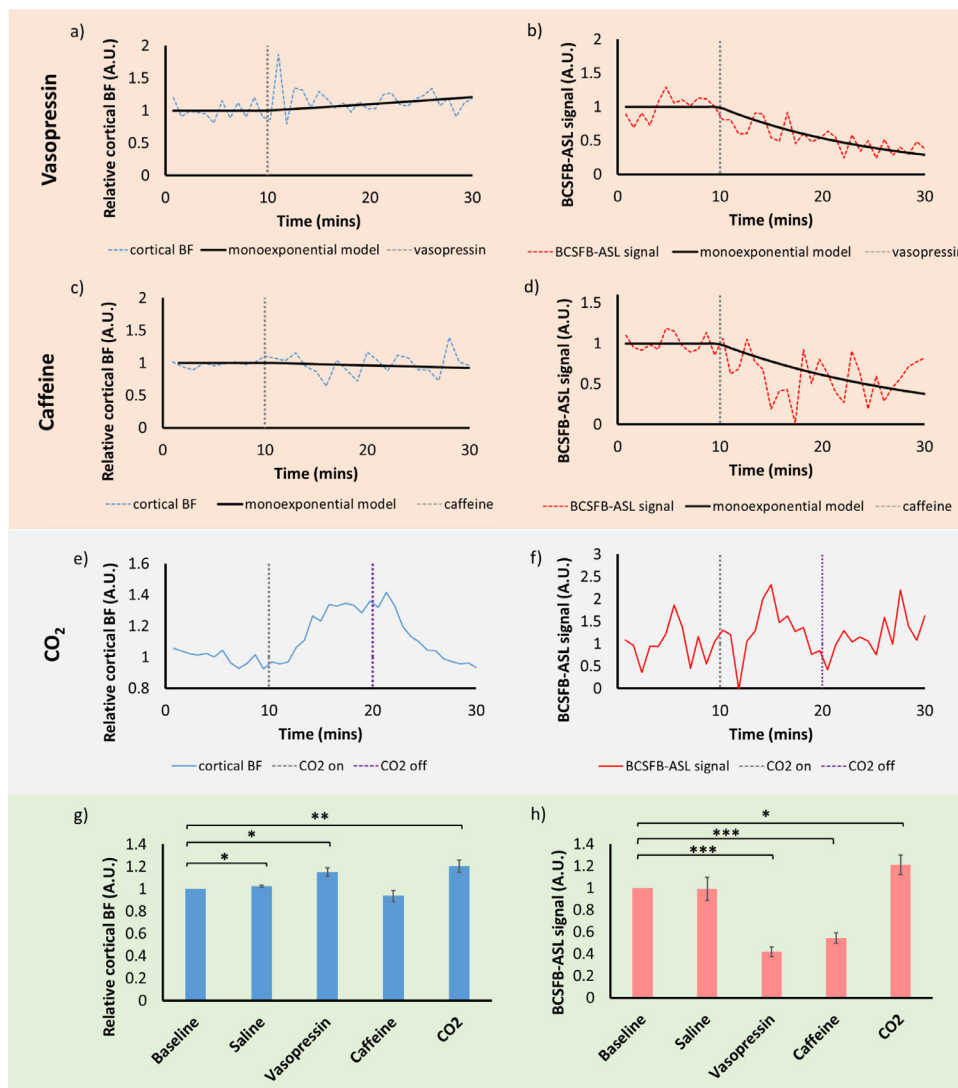 Vasopressin
a)
Relative cortical BF (A.U.)
2
1.5
1
0.5
0
0 10 20 30
Time (mins)
cortical BF monoexponential model vasopressin
b)
BCSFB-ASL signal (A.U.)
2
1.5
1
0.5
0
0 10 20 30
Time (mins)
BCSFB-ASL signal monoexponential model vasopressin
Caffeine
c)
Relative cortical BF (A.U.)
2
1.5
1
0.5
0
0 10 20 30
Time (mins)
cortical BF monoexponential model caffeine
d)
BCSFB-ASL signal (A.U.)
1.5
1
0.5
0
0 10 20 30
Time (mins)
BCSFB-ASL signal monoexponential model caffeine
CO₂
e)
Relative cortical BF (A.U.)
1.6
1.4
1.2
1
0.8
0 10 20 30
Time (mins)
cortical BF CO2 on CO2 off
f)
BCSFB-ASL signal (A.U.)
3
2.5
2
1.5
1
0.5
0
0 10 20 30
Time (mins)
BCSFB-ASL signal CO2 on CO2 off
g)
Relative cortical BF (A.U.)
1.4
1.2
1
0.8
0.6
0.4
0.2
0
**
*
*
Baseline Saline Vasopressin Caffeine CO2
h)
BCSFB-ASL signal (A.U.)
1.4
1.2
1
0.8
0.6
0.4
0.2
0
*
***
***
Baseline Saline Vasopressin Caffeine CO2